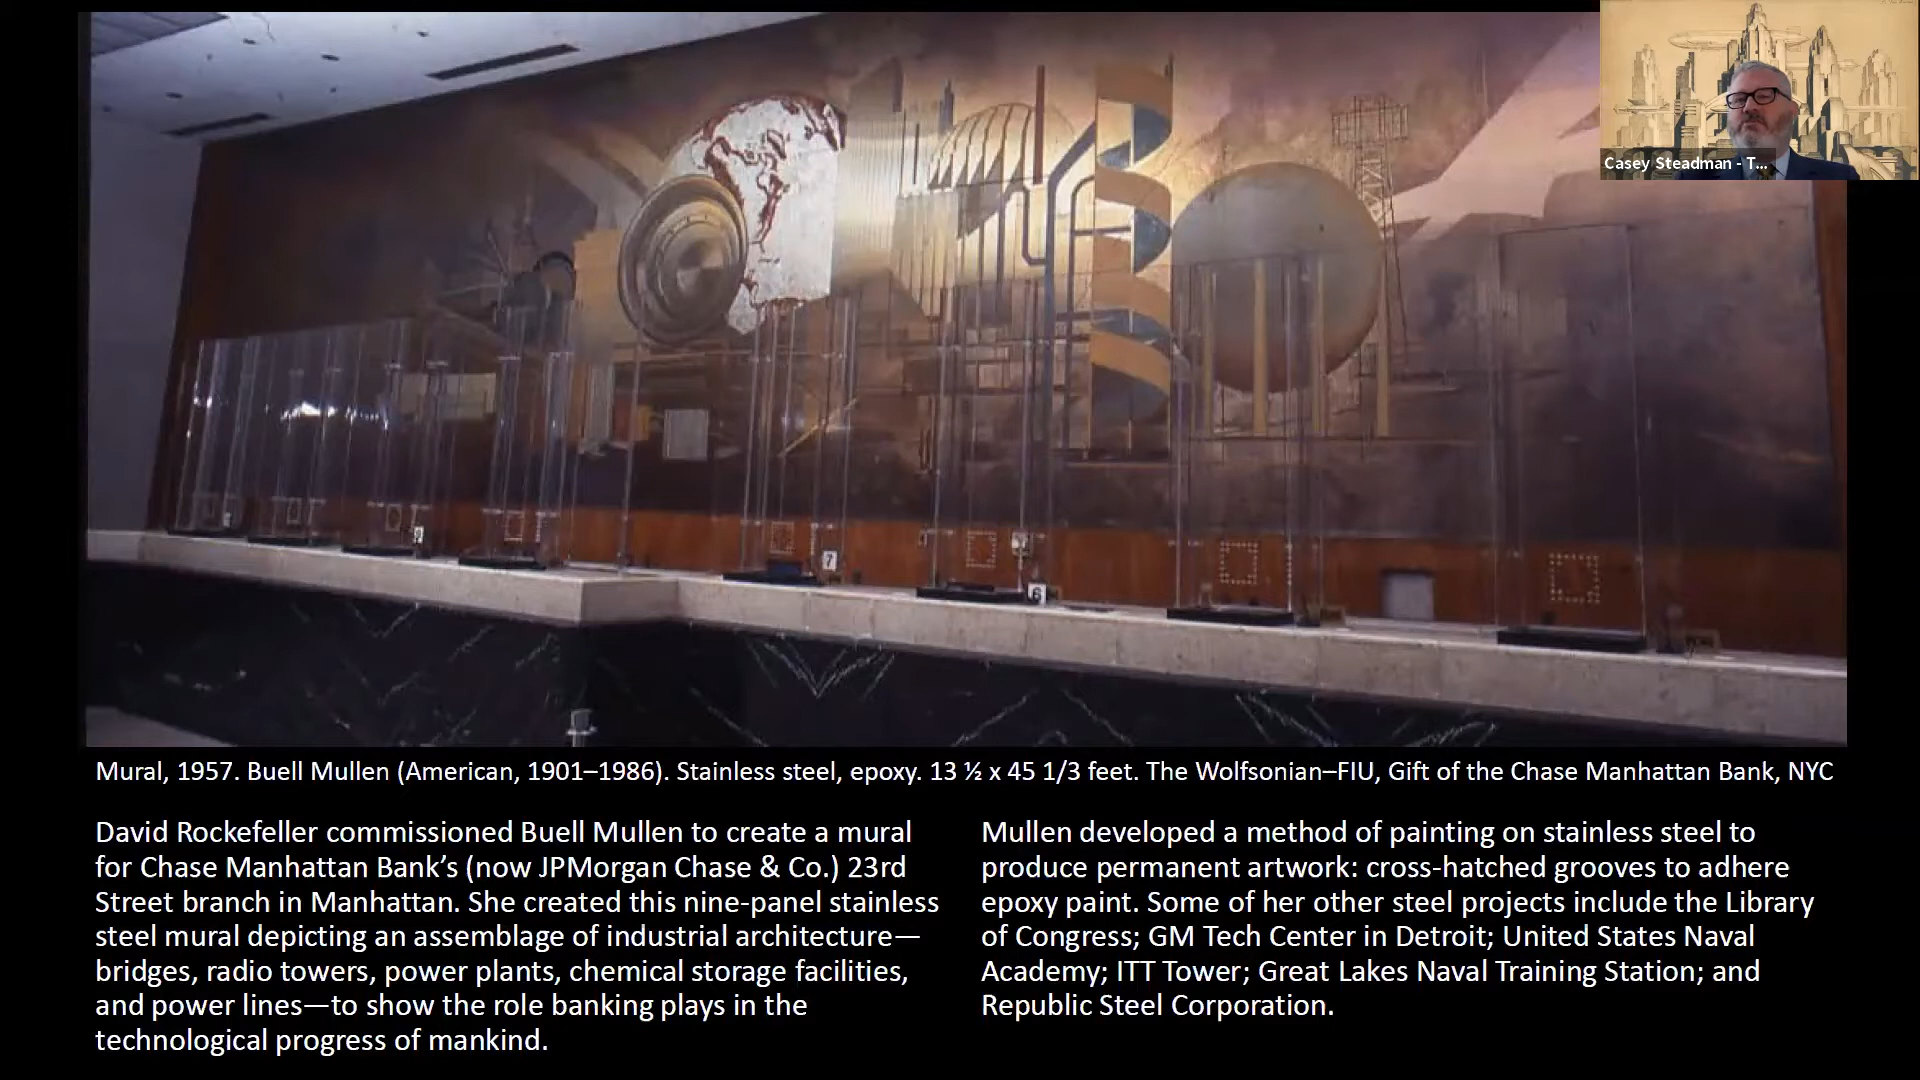 Casey Steadman - T...
7
6
Mural, 1957. Buell Mullen (American, 1901–1986). Stainless steel, epoxy. 13 ½ x 45 1/3 feet. The Wolfsonian–FIU, Gift of the Chase Manhattan Bank, NYC
David Rockefeller commissioned Buell Mullen to create a mural
for Chase Manhattan Bank’s (now JPMorgan Chase & Co.) 23rd
Street branch in Manhattan. She created this nine-panel stainless
steel mural depicting an assemblage of industrial architecture—
bridges, radio towers, power plants, chemical storage facilities,
and power lines—to show the role banking plays in the
technological progress of mankind.
Mullen developed a method of painting on stainless steel to
produce permanent artwork: cross-hatched grooves to adhere
epoxy paint. Some of her other steel projects include the Library
of Congress; GM Tech Center in Detroit; United States Naval
Academy; ITT Tower; Great Lakes Naval Training Station; and
Republic Steel Corporation.